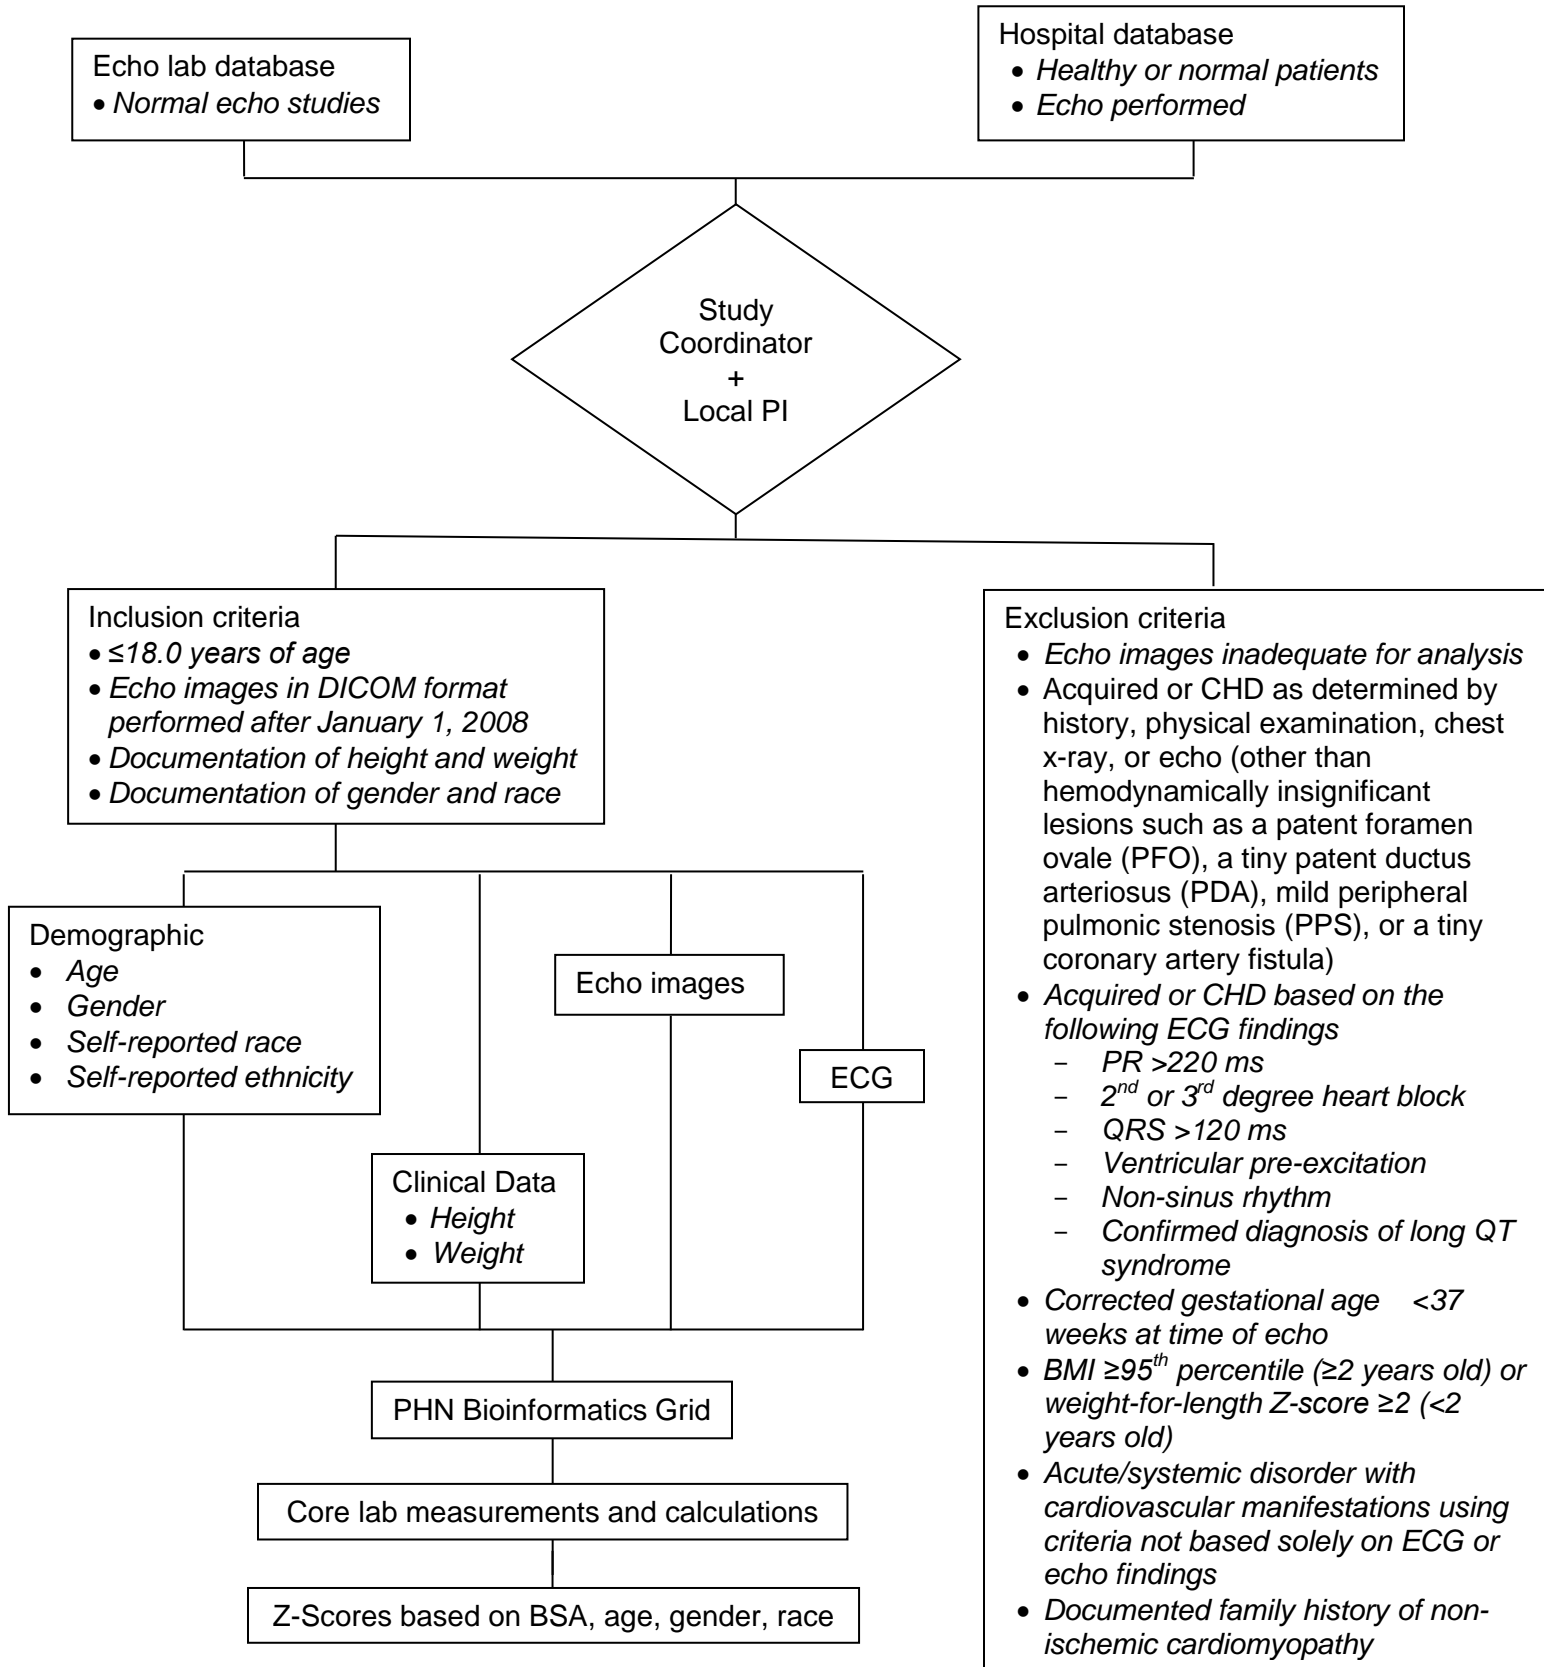 Echo lab database
• Normal echo studies
Hospital database
• Healthy or normal patients
• Echo performed
Study
Coordinator
+
Local PI
Inclusion criteria
• ≤18.0 years of age
• Echo images in DICOM format
performed after January 1, 2008
• Documentation of height and weight
• Documentation of gender and race
Demographic
• Age
• Gender
• Self-reported race
• Self-reported ethnicity
Clinical Data
• Height
• Weight
Echo images
ECG
PHN Bioinformatics Grid
Core lab measurements and calculations
Z-Scores based on BSA, age, gender, race
Exclusion criteria
• Echo images inadequate for analysis
• Acquired or CHD as determined by
history, physical examination, chest
x-ray, or echo (other than
hemodynamically insignificant
lesions such as a patent foramen
ovale (PFO), a tiny patent ductus
arteriosus (PDA), mild peripheral
pulmonic stenosis (PPS), or a tiny
coronary artery fistula)
• Acquired or CHD based on the
following ECG findings
− PR >220 ms
− 2nd or 3rd degree heart block
− QRS >120 ms
− Ventricular pre-excitation
− Non-sinus rhythm
− Confirmed diagnosis of long QT
syndrome
• Corrected gestational age <37
weeks at time of echo
• BMI ≥95th percentile (≥2 years old) or
weight-for-length Z-score ≥2 (<2
years old)
• Acute/systemic disorder with
cardiovascular manifestations using
criteria not based solely on ECG or
echo findings
• Documented family history of non-
ischemic cardiomyopathy